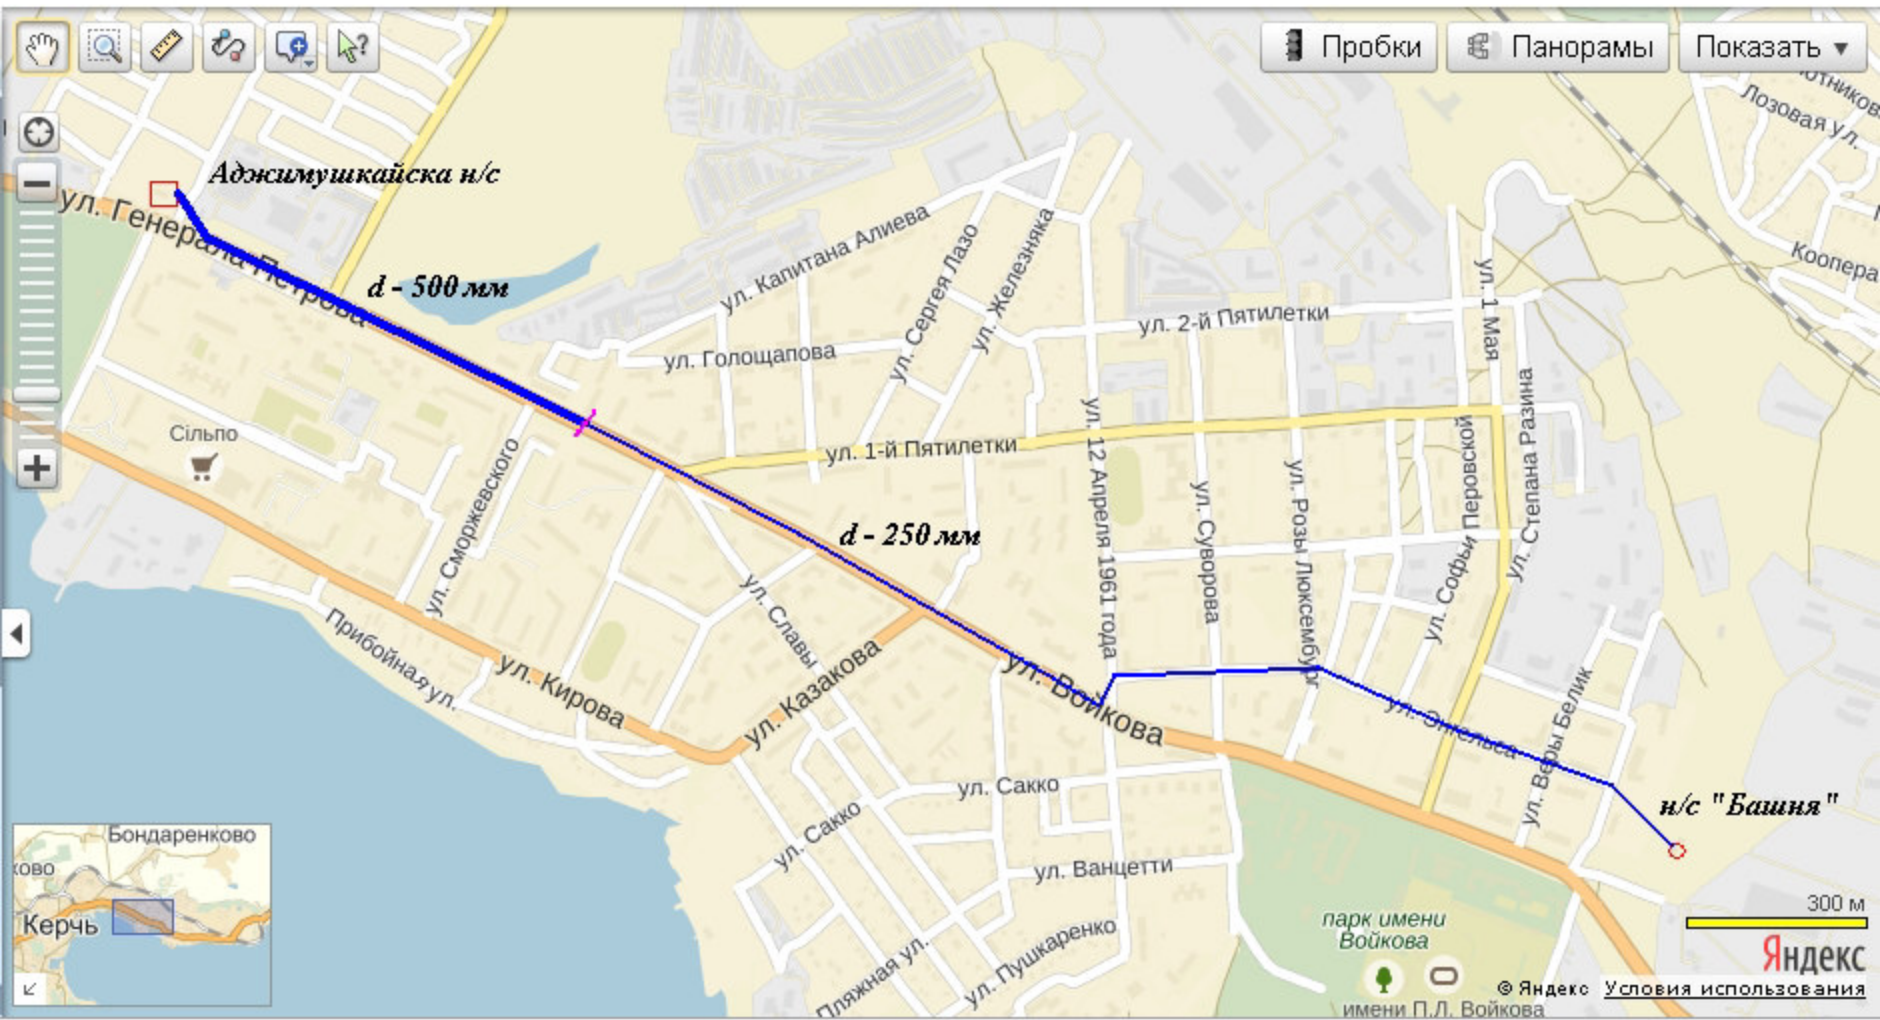 Пробки
Панорамы
Показать
Лозовая ул.
Аджимушкайска н/с
ул. Генерала Петрова
d - 500 мм
ул. Капитана Алиева
ул. Сергея Лазо
ул. Железняка
ул. Голощапова
ул. 2-й Пятилетки
ул. 1 Мая
Коопера
Сільпо
ул. Сморжевского
ул. 1-й Пятилетки
ул. 12 Апреля 1961 года
ул. Суворова
ул. Розы Люксембург
ул. Софьи Перовской
ул. Степана Разина
d - 250 мм
ул. Славы
Прибойная ул.
ул. Кирова
ул. Казакова
ул. Войкова
ул. Энгельса
ул. Веры Белик
н/с "Башня"
ул. Сакко
ул. Сакко
ул. Ванцетти
ул. Пушкаренко
Пляжная ул.
парк имени
Войкова
имени П.Л. Войкова
Бондаренково
ково
Керчь
300 м
Яндекс
© Яндекс Условия использования